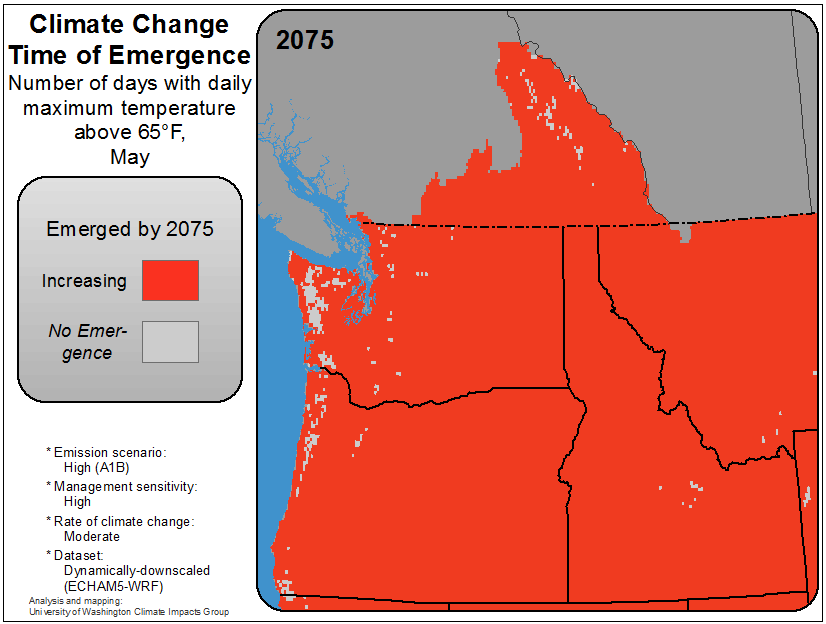 Climate Change
Time of Emergence
Number of days with daily
maximum temperature
above 65°F,
May
2075
Emerged by 2075
Increasing
No Emer-
gence
* Emission scenario:
High (A1B)
* Management sensitivity:
High
* Rate of climate change:
Moderate
* Dataset:
Dynamically-downscaled
(ECHAM5-WRF)
Analysis and mapping:
University of Washington Climate Impacts Group